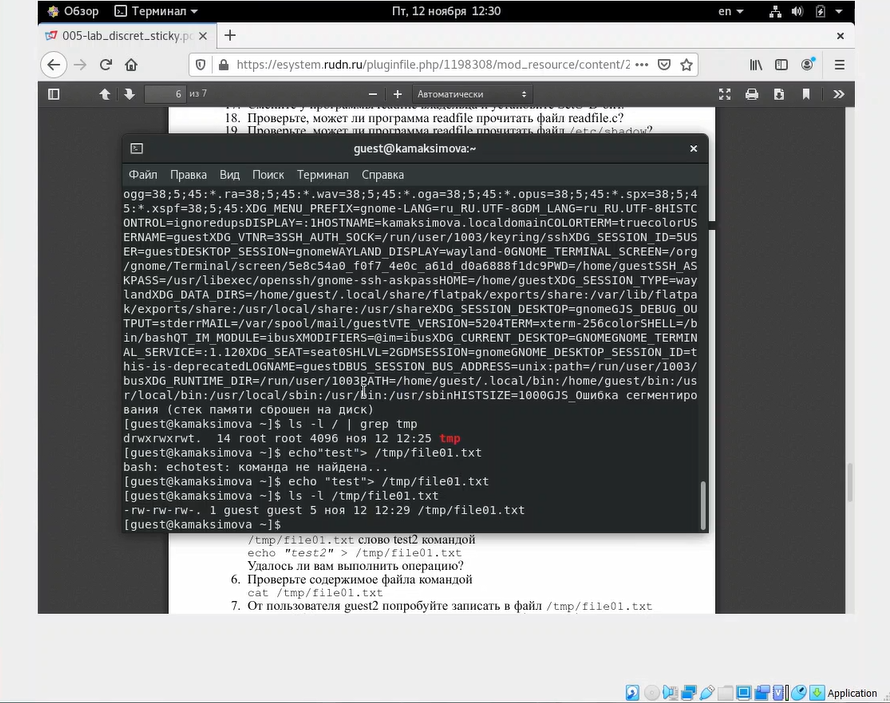 Обзор Терминал Пт, 12 ноября 12:30 en
005-lab_discret_sticky.pd
https://esystem.rudn.ru/pluginfile.php/1198308/mod_resource/content/2
6 из 7 Автоматически
18. Проверьте, может ли программа readfile прочитать файл readfile.c?
19. Проверьте, может ли программа readfile прочитать файл /etc/shadow?
guest@kamaksimova:~
Файл Правка Вид Поиск Терминал Справка
ogg=38;5;45:*.ra=38;5;45:*.wav=38;5;45:*.oga=38;5;45:*.opus=38;5;45:*.spx=38;5;4
5:*.xspf=38;5;45:XDG_MENU_PREFIX=gnome-LANG=ru_RU.UTF-8GDM_LANG=ru_RU.UTF-8HISTC
ONTROL=ignoredupsDISPLAY=:1HOSTNAME=kamaksimova.localdomainCOLORTERM=truecolorUS
ERNAME=guestXDG_VTNR=3SSH_AUTH_SOCK=/run/user/1003/keyring/sshXDG_SESSION_ID=5US
ER=guestDESKTOP_SESSION=gnomeWAYLAND_DISPLAY=wayland-0GNOME_TERMINAL_SCREEN=/org
/gnome/Terminal/screen/5e8c54a0_f0f7_4e0c_a61d_d0a6888f1dc9PWD=/home/guestSSH_AS
KPASS=/usr/libexec/openssh/gnome-ssh-askpassHOME=/home/guestXDG_SESSION_TYPE=way
landXDG_DATA_DIRS=/home/guest/.local/share/flatpak/exports/share:/var/lib/flatpa
k/exports/share:/usr/local/share:/usr/shareXDG_SESSION_DESKTOP=gnomeGJS_DEBUG_OU
TPUT=stderrMAIL=/var/spool/mail/guestVTE_VERSION=5204TERM=xterm-256colorSHELL=/b
in/bashQT_IM_MODULE=ibusXMODIFIERS=@im=ibusXDG_CURRENT_DESKTOP=GNOMEGNOME_TERMIN
AL_SERVICE=:1.120XDG_SEAT=seat0SHLVL=2GDMSESSION=gnomeGNOME_DESKTOP_SESSION_ID=t
his-is-deprecatedLOGNAME=guestDBUS_SESSION_BUS_ADDRESS=unix:path=/run/user/1003/
busXDG_RUNTIME_DIR=/run/user/1003PATH=/home/guest/.local/bin:/home/guest/bin:/us
r/local/bin:/usr/local/sbin:/usr/bin:/usr/sbinHISTSIZE=1000GJS_Ошибка сегментиро
вания (стек памяти сброшен на диск)
[guest@kamaksimova ~]$ ls -l / | grep tmp
drwxrwxrwt.  14 root root 4096 ноя 12 12:25 tmp
[guest@kamaksimova ~]$ echo"test"> /tmp/file01.txt
bash: echotest: команда не найдена...
[guest@kamaksimova ~]$ echo "test"> /tmp/file01.txt
[guest@kamaksimova ~]$ ls -l /tmp/file01.txt
-rw-rw-rw-. 1 guest guest 5 ноя 12 12:29 /tmp/file01.txt
[guest@kamaksimova ~]$
/tmp/file01.txt слово test2 командой
echo "test2" > /tmp/file01.txt
Удалось ли вам выполнить операцию?
6. Проверьте содержимое файла командой
cat /tmp/file01.txt
7. От пользователя guest2 попробуйте записать в файл /tmp/file01.txt
Application